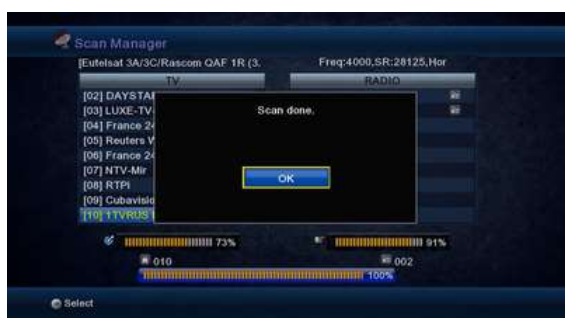 Scan Manager
[Eutelsat 3A/3C/Rascom QAF 1R (3. Freq:4000,SR:28125,Hor
TV RADIO
[02] DAYSTA
[03] LUXE-TV
[04] France 24
[05] Reuters
[06] France 24
[07] NTV-Mir
[08] RTPi
[09] Cubavisio
[10] 1TVRUS
Scan done.
OK
73% 91%
010 002
100%
Select